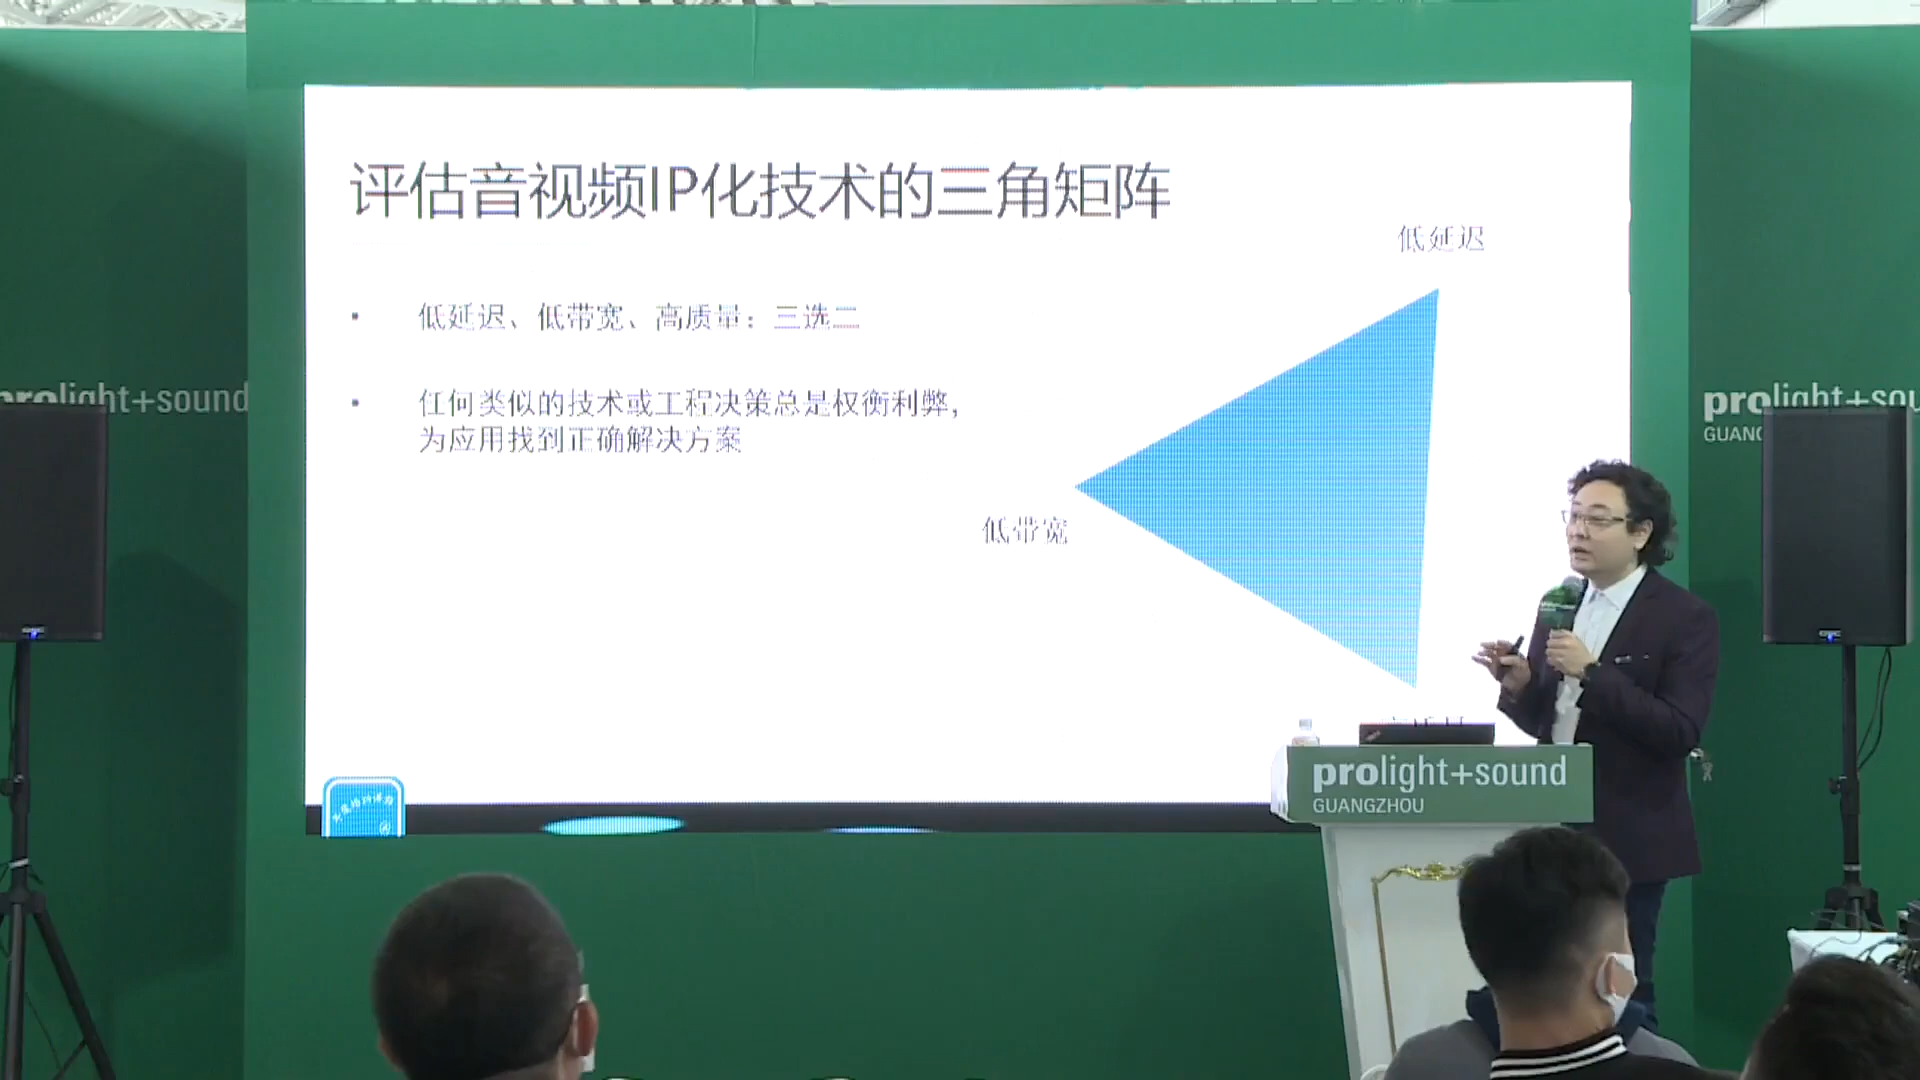 评估音视频IP化技术的三角矩阵
低延迟
• 低延迟、低带宽、高质量：三选二
• 任何类似的技术或工程决策总是权衡利弊，
为应用找到正确解决方案
低带宽
prolight+sound
prolight+sou
GUANG
prolight+sound
GUANGZHOU